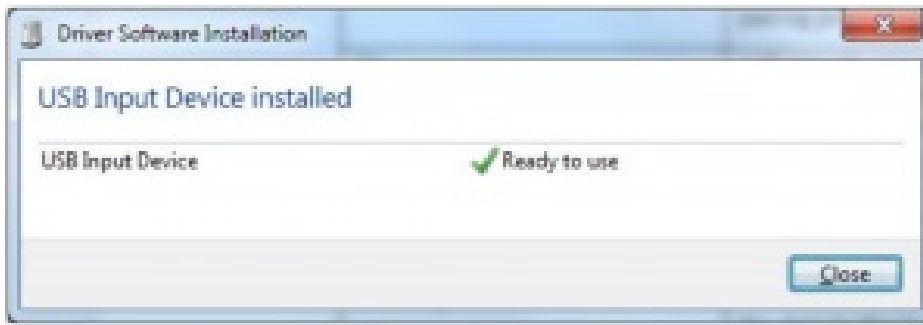 Driver Software Installation
USB Input Device installed
USB Input Device Ready to use
Close